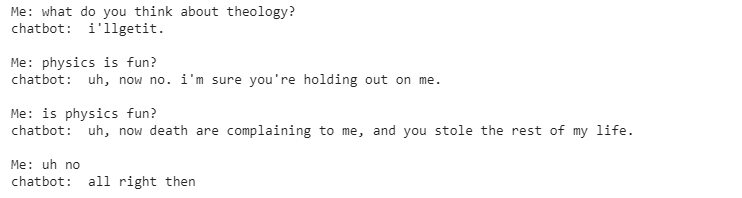 Me: what do you think about theology?
chatbot:  i'llgetit.
Me: physics is fun?
chatbot:  uh, now no. i'm sure you're holding out on me.
Me: is physics fun?
chatbot:  uh, now death are complaining to me, and you stole the rest of my life.
Me: uh no
chatbot:  all right then